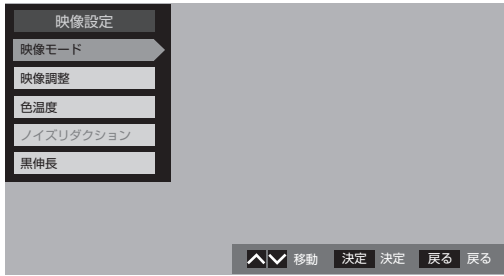 映像設定
映像モード
映像調整
色温度
ノイズリダクション
黒伸長
移動 決定 決定 戻る 戻る